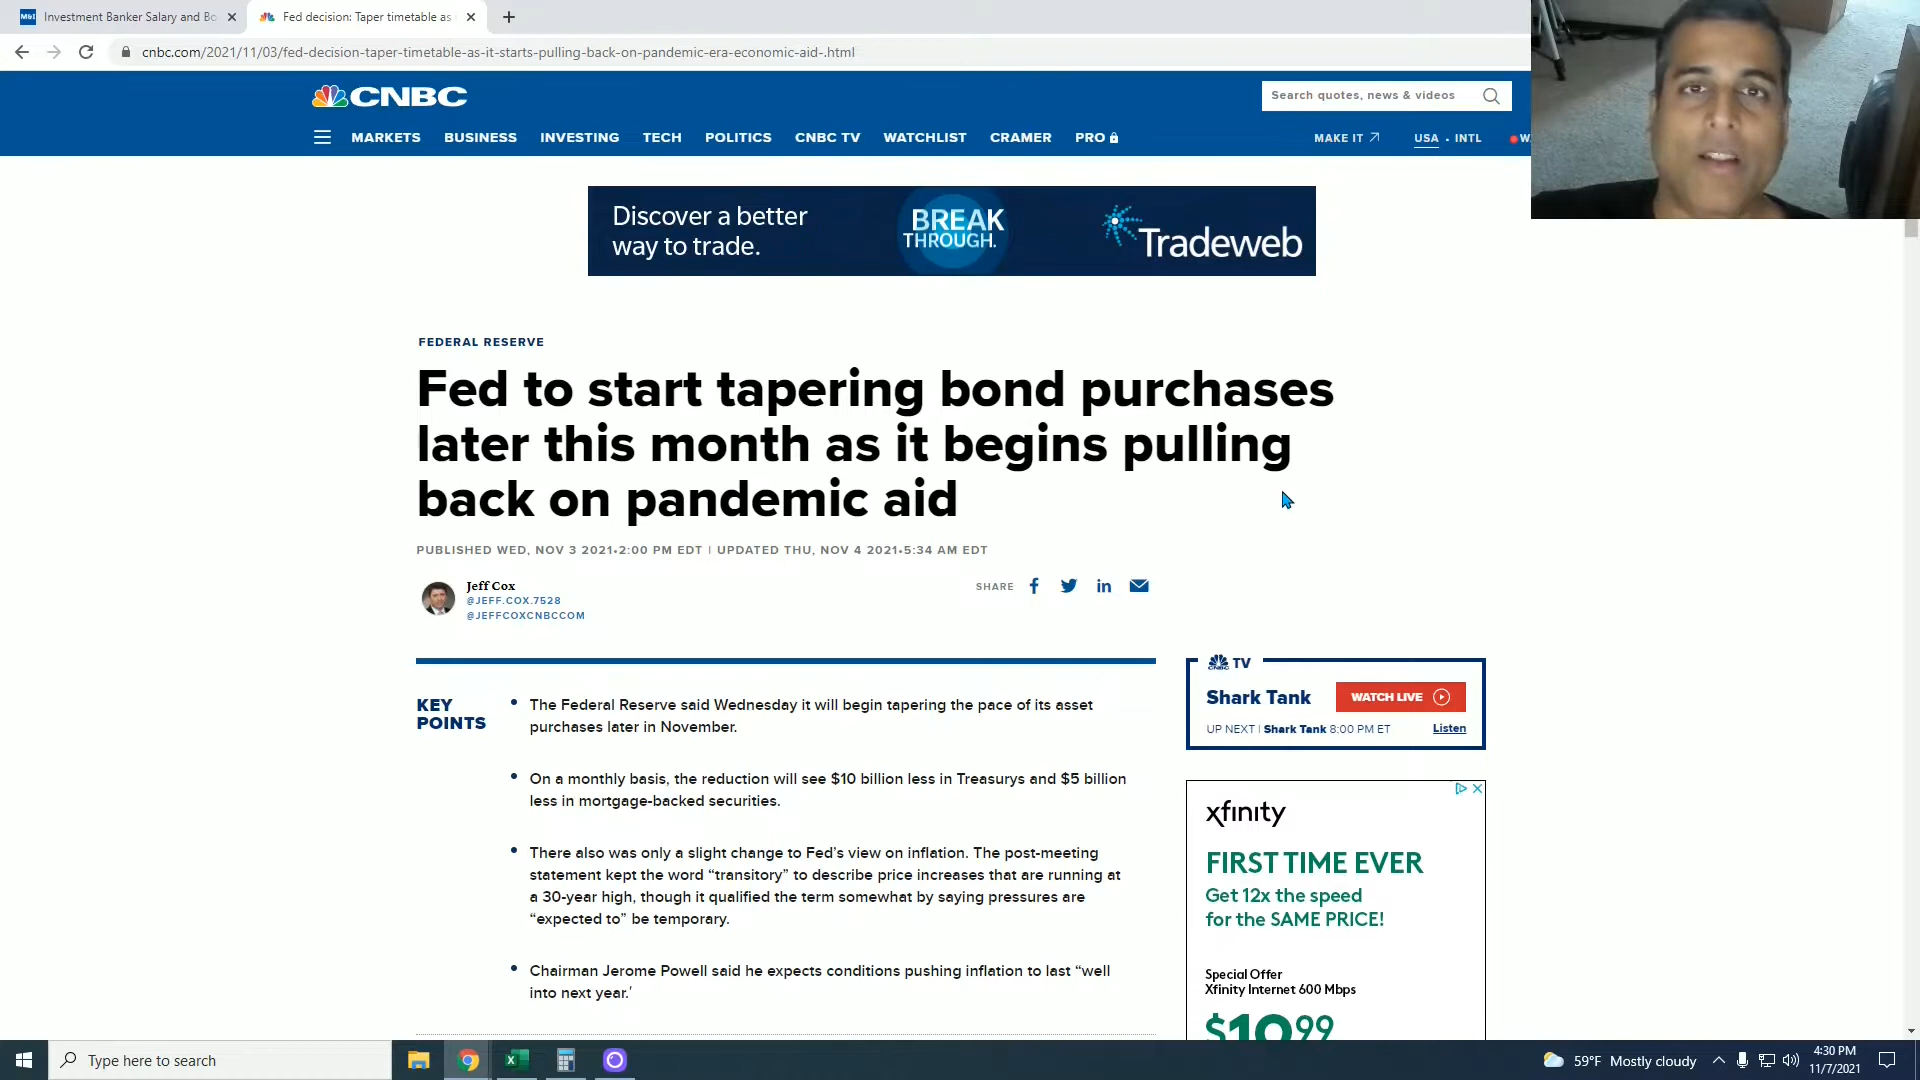 M&I Investment Banker Salary and Bo
Fed decision: Taper timetable as
cnbc.com/2021/11/03/fed-decision-taper-timetable-as-it-starts-pulling-back-on-pandemic-era-economic-aid-.html
CNBC
Search quotes, news & videos
MARKETS BUSINESS INVESTING TECH POLITICS CNBC TV WATCHLIST CRAMER PRO
MAKE IT USA • INTL W
Discover a better
way to trade.
BREAK
THROUGH.
Tradeweb
FEDERAL RESERVE
Fed to start tapering bond purchases
later this month as it begins pulling
back on pandemic aid
PUBLISHED WED, NOV 3 2021•2:00 PM EDT | UPDATED THU, NOV 4 2021•5:34 AM EDT
Jeff Cox
@JEFF.COX.7528
@JEFFCOXCNBCCOM
SHARE
KEY
POINTS
• The Federal Reserve said Wednesday it will begin tapering the pace of its asset
purchases later in November.
• On a monthly basis, the reduction will see $10 billion less in Treasurys and $5 billion
less in mortgage-backed securities.
• There also was only a slight change to Fed’s view on inflation. The post-meeting
statement kept the word “transitory” to describe price increases that are running at
a 30-year high, though it qualified the term somewhat by saying pressures are
“expected to” be temporary.
• Chairman Jerome Powell said he expects conditions pushing inflation to last “well
into next year.’
CNBC TV
Shark Tank
WATCH LIVE
UP NEXT | Shark Tank 8:00 PM ET
Listen
xfinity
FIRST TIME EVER
Get 12x the speed
for the SAME PRICE!
Special Offer
Xfinity Internet 600 Mbps
$19.99
Type here to search
59°F Mostly cloudy
4:30 PM
11/7/2021